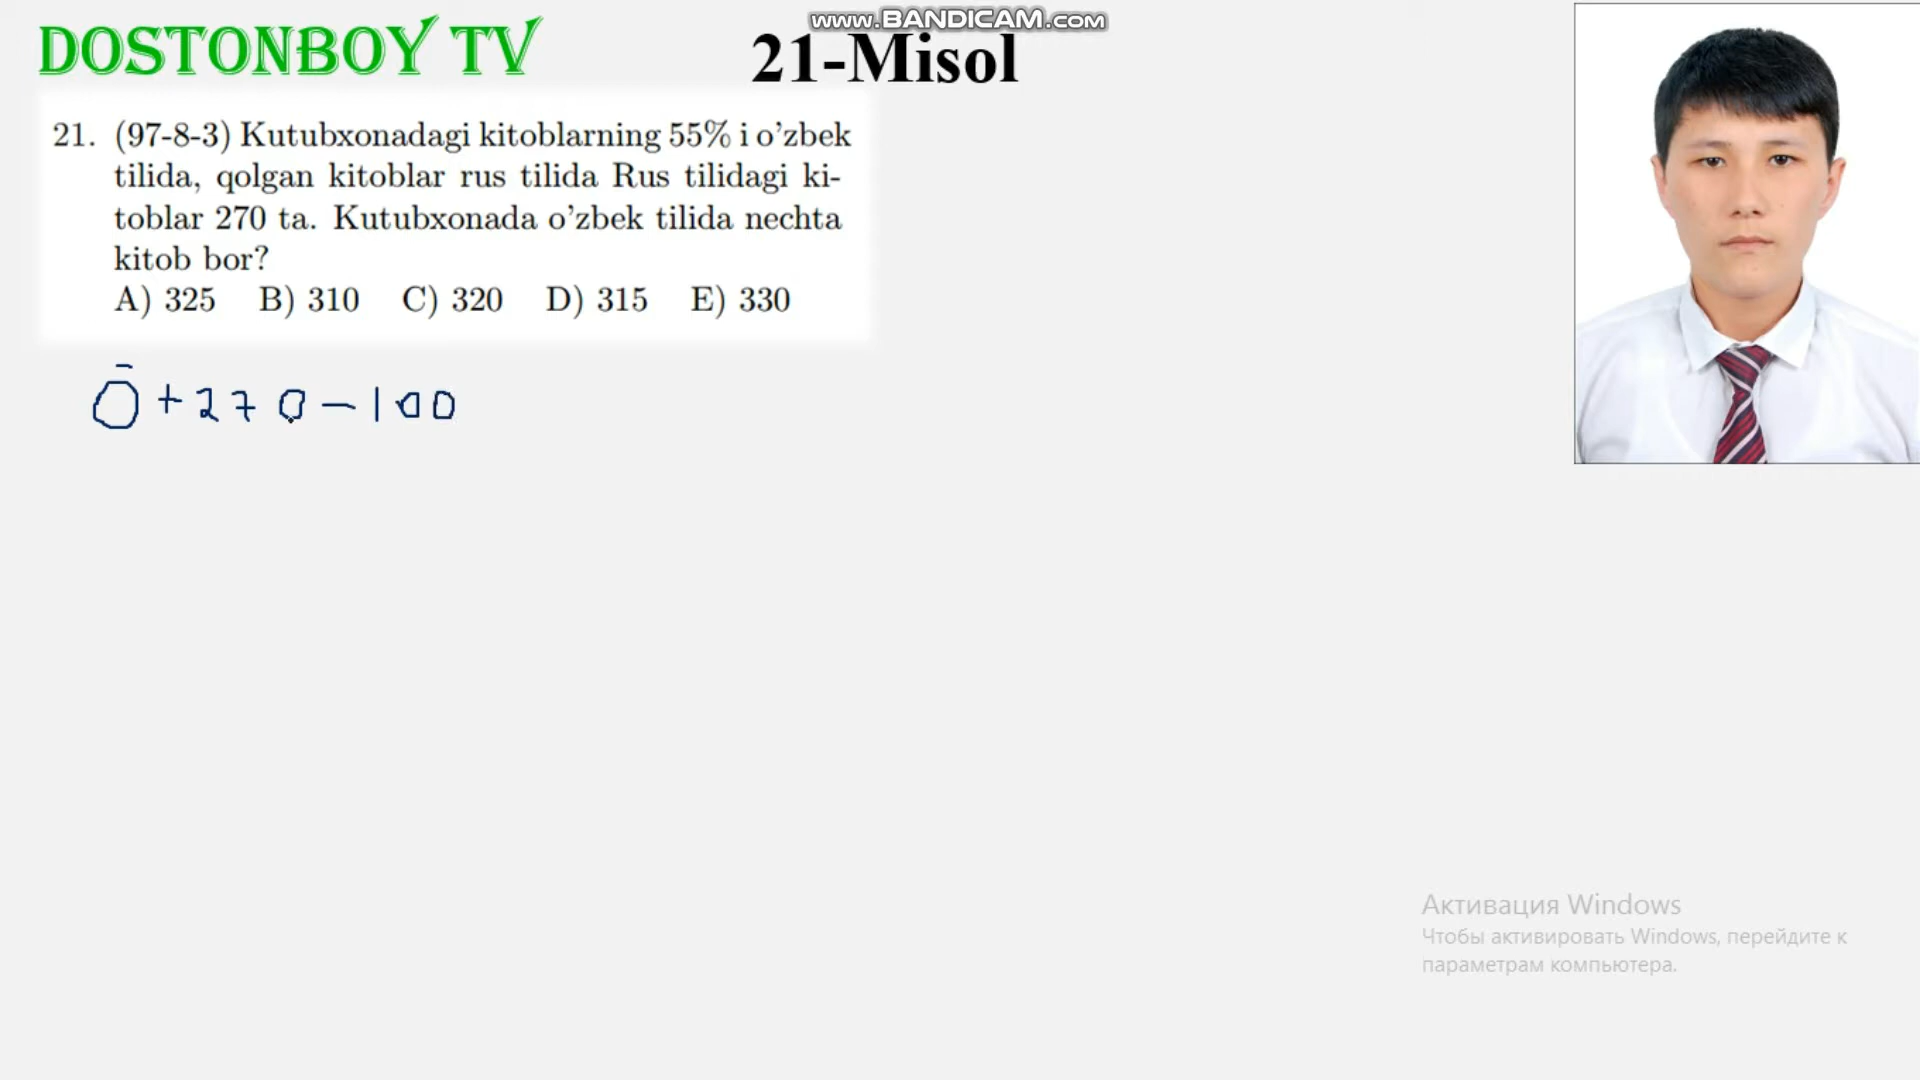 www.BANDICAM.com
DOSTONBOY TV
21-Misol
21. (97-8-3) Kutubxonadagi kitoblarning 55% i o'zbek
tilida, qolgan kitoblar rus tilida Rus tilidagi ki-
toblar 270 ta. Kutubxonada o'zbek tilida nechta
kitob bor?
A) 325 B) 310 C) 320 D) 315 E) 330
Ō + 270 – 100
Активация Windows
Чтобы активировать Windows, перейдите к
параметрам компьютера.